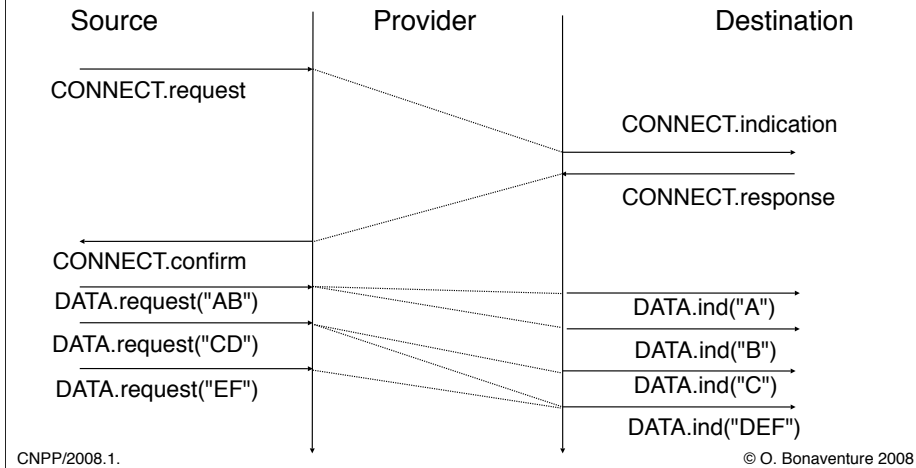 Source Provider Destination
CONNECT.request
CONNECT.indication
CONNECT.response
CONNECT.confirm
DATA.request("AB")
DATA.ind("A")
DATA.request("CD")
DATA.ind("B")
DATA.request("EF")
DATA.ind("C")
DATA.ind("DEF")
CNPP/2008.1.
© O. Bonaventure 2008